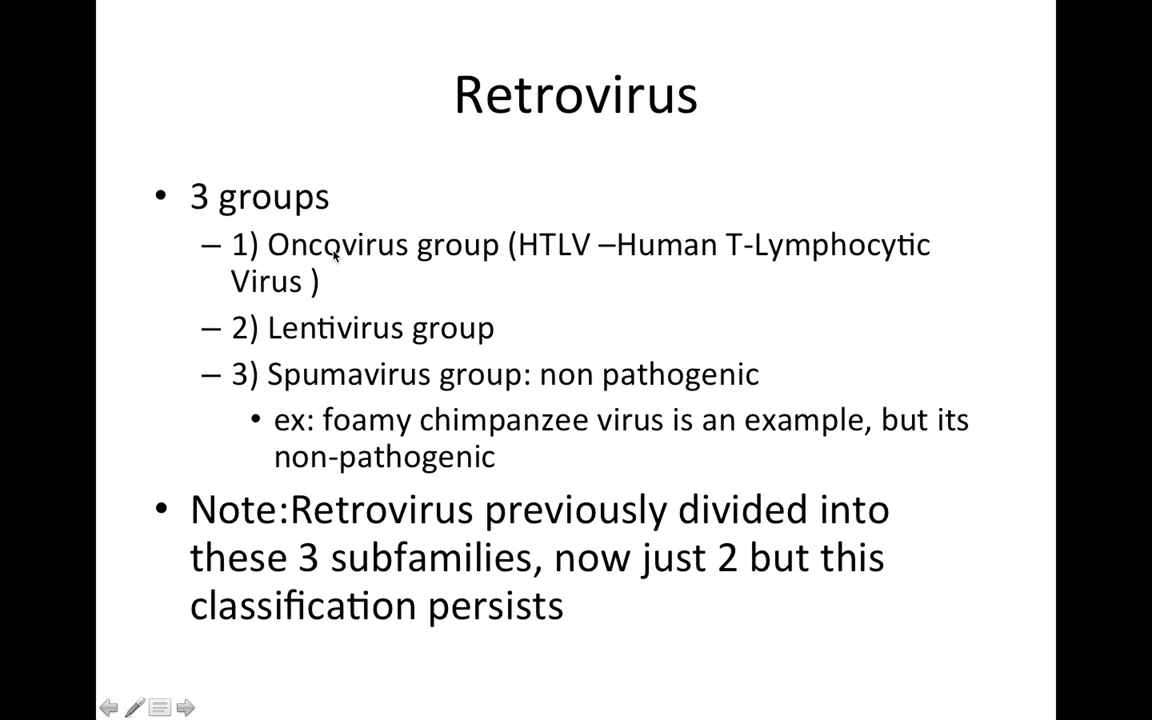 Retrovirus
• 3 groups
– 1) Oncovirus group (HTLV –Human T-Lymphocytic
Virus )
– 2) Lentivirus group
– 3) Spumavirus group: non pathogenic
• ex: foamy chimpanzee virus is an example, but its
non-pathogenic
• Note:Retrovirus previously divided into
these 3 subfamilies, now just 2 but this
classification persists